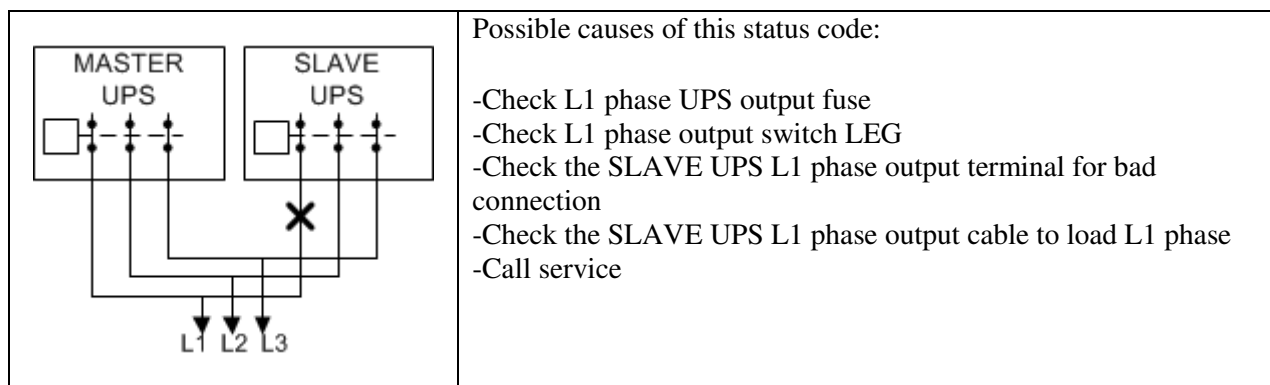 MASTER
UPS
SLAVE
UPS
L1 L2 L3
Possible causes of this status code:
-Check L1 phase UPS output fuse
-Check L1 phase output switch LEG
-Check the SLAVE UPS L1 phase output terminal for bad
connection
-Check the SLAVE UPS L1 phase output cable to load L1 phase
-Call service